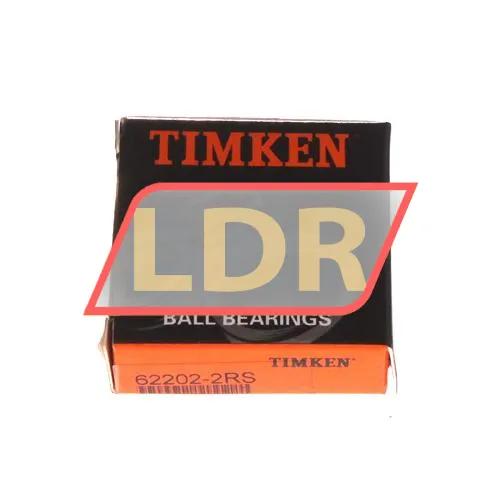 TIMKEN
LDR
BALL BEARINGS
TIMKEN
62202-2RS